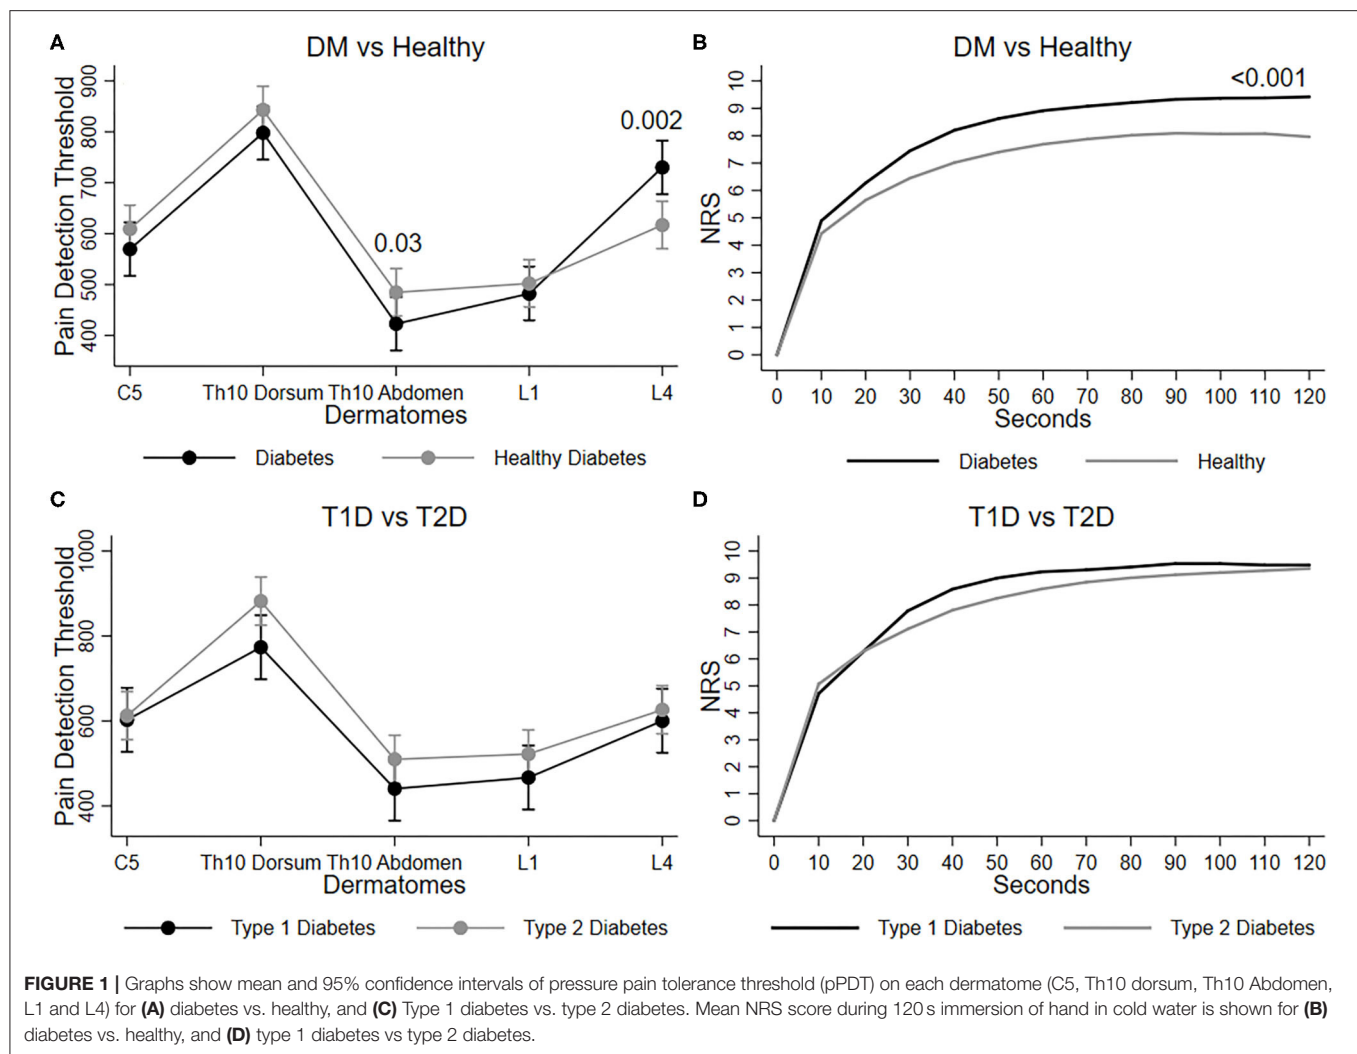 A
DM vs Healthy
Pain Detection Threshold
900
800
700
600
500
400
0.03
0.002
C5
Th10 Dorsum
Th10 Abdomen
L1
L4
Dermatomes
Diabetes
Healthy Diabetes
B
DM vs Healthy
NRS
10
9
8
7
6
5
4
3
2
1
0
<0.001
0 10 20 30 40 50 60 70 80 90 100 110 120
Seconds
Diabetes
Healthy
C
T1D vs T2D
Pain Detection Threshold
1000
800
600
400
C5
Th10 Dorsum
Th10 Abdomen
L1
L4
Dermatomes
Type 1 Diabetes
Type 2 Diabetes
D
T1D vs T2D
NRS
10
9
8
7
6
5
4
3
2
1
0
0 10 20 30 40 50 60 70 80 90 100 110 120
Seconds
Type 1 Diabetes
Type 2 Diabetes
FIGURE 1 | Graphs show mean and 95% confidence intervals of pressure pain tolerance threshold (pPDT) on each dermatome (C5, Th10 dorsum, Th10 Abdomen,
L1 and L4) for (A) diabetes vs. healthy, and (C) Type 1 diabetes vs. type 2 diabetes. Mean NRS score during 120 s immersion of hand in cold water is shown for (B)
diabetes vs. healthy, and (D) type 1 diabetes vs type 2 diabetes.